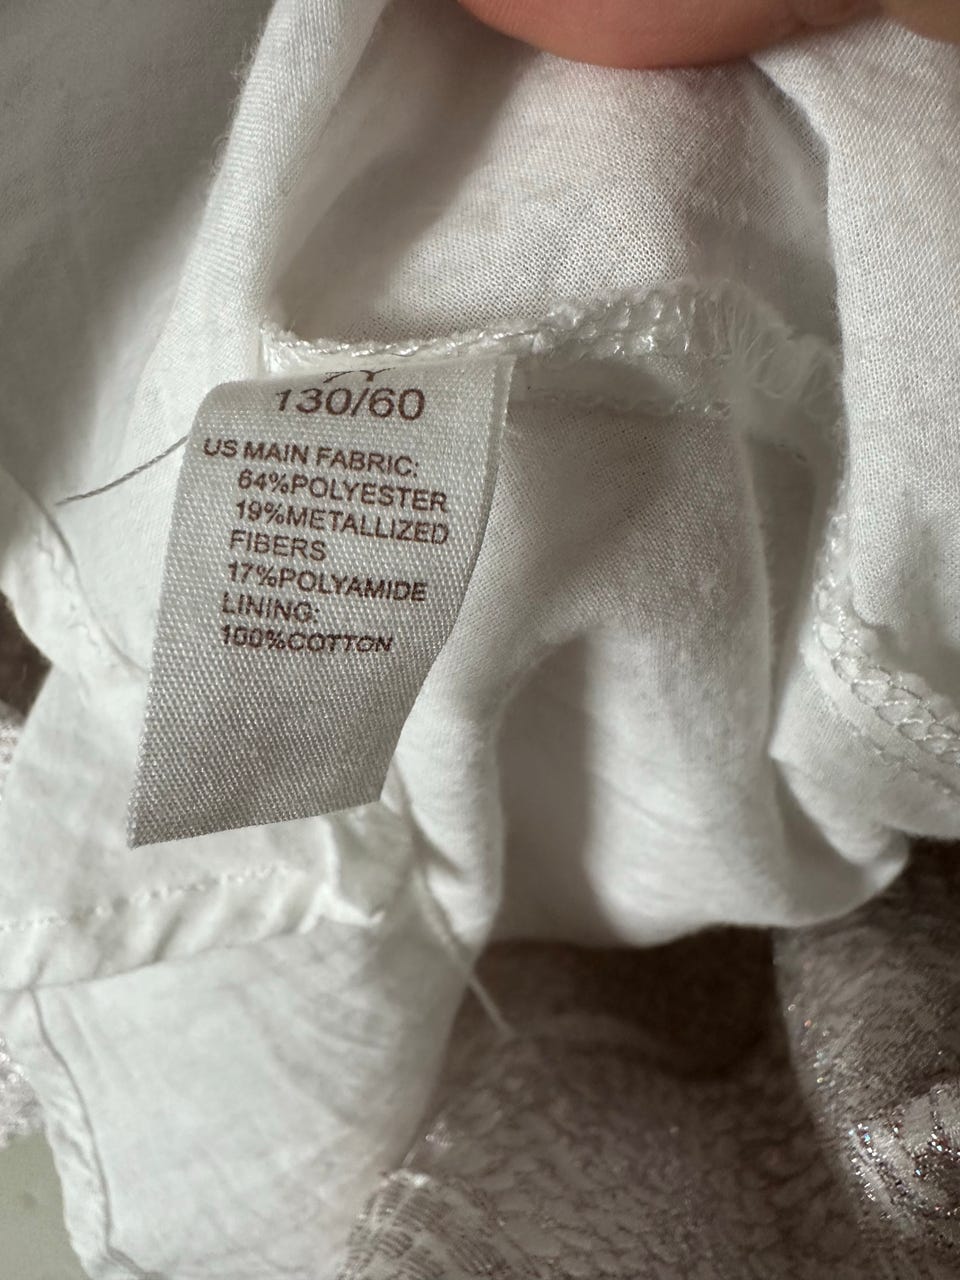 130/60
US MAIN FABRIC:
64%POLYESTER
19%METALLIZED
FIBERS
17%POLYAMIDE
LINING:
100%COTTON